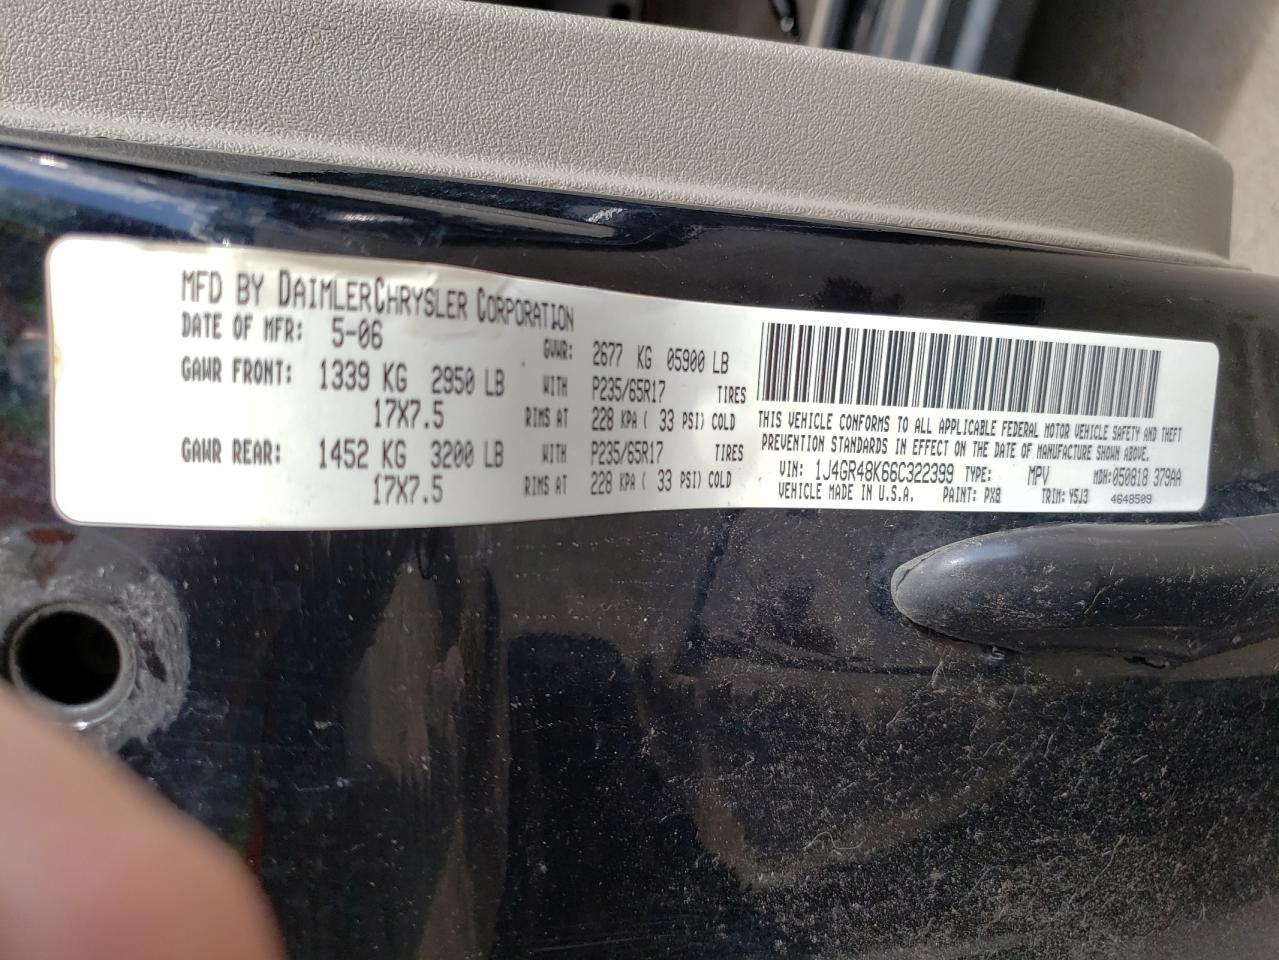 MFD BY DAIMLERCHRYSLER CORPORATION
DATE OF MFR: 5-06 GVWR: 2677 KG 05900 LB
GAWR FRONT: 1339 KG 2950 LB WITH P235/65R17 TIRES
17X7.5 RIMS AT 228 KPA ( 33 PSI) COLD
GAWR REAR: 1452 KG 3200 LB WITH P235/65R17 TIRES
17X7.5 RIMS AT 228 KPA ( 33 PSI) COLD
THIS VEHICLE CONFORMS TO ALL APPLICABLE FEDERAL MOTOR VEHICLE SAFETY AND THEFT
PREVENTION STANDARDS IN EFFECT ON THE DATE OF MANUFACTURE SHOWN ABOVE.
VIN: 1J4GR48K66C322399 TYPE: MPV MDH:050818 379AA
VEHICLE MADE IN U.S.A. PAINT: PX8 TRIM: Y5J3 4648509